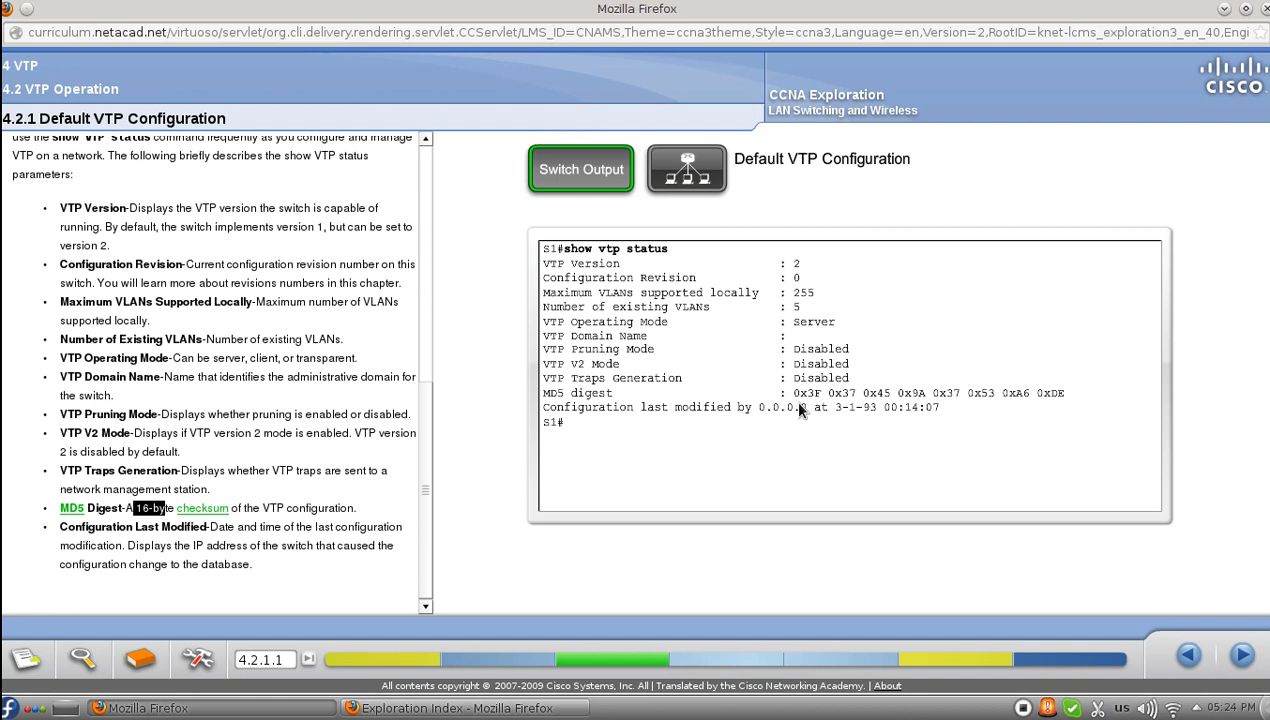 Mozilla Firefox
curriculum.netacad.net/virtuoso/servlet/org.cli.delivery.rendering.servlet.CCServlet/LMS_ID=CNAMS,Theme=ccna3theme,Style=ccna3,Language=en,Version=2,RootID=knet-lcms_exploration3_en_40,Engi
4 VTP
4.2 VTP Operation
CCNA Exploration
LAN Switching and Wireless
CISCO
4.2.1 Default VTP Configuration
use the show VTP status command frequently as you configure and manage
VTP on a network. The following briefly describes the show VTP status
parameters:
• VTP Version-Displays the VTP version the switch is capable of
running. By default, the switch implements version 1, but can be set to
version 2.
• Configuration Revision-Current configuration revision number on this
switch. You will learn more about revisions numbers in this chapter.
• Maximum VLANs Supported Locally-Maximum number of VLANs
supported locally.
• Number of Existing VLANs-Number of existing VLANs.
• VTP Operating Mode-Can be server, client, or transparent.
• VTP Domain Name-Name that identifies the administrative domain for
the switch.
• VTP Pruning Mode-Displays whether pruning is enabled or disabled.
• VTP V2 Mode-Displays if VTP version 2 mode is enabled. VTP version
2 is disabled by default.
• VTP Traps Generation-Displays whether VTP traps are sent to a
network management station.
• MD5 Digest-A 16-byte checksum of the VTP configuration.
• Configuration Last Modified-Date and time of the last configuration
modification. Displays the IP address of the switch that caused the
configuration change to the database.
Switch Output
Default VTP Configuration
S1#show vtp status
VTP Version : 2
Configuration Revision : 0
Maximum VLANs supported locally : 255
Number of existing VLANs : 5
VTP Operating Mode : Server
VTP Domain Name :
VTP Pruning Mode : Disabled
VTP V2 Mode : Disabled
VTP Traps Generation : Disabled
MD5 digest : 0x3F 0x37 0x45 0x9A 0x37 0x53 0xA6 0xDE
Configuration last modified by 0.0.0.0 at 3-1-93 00:14:07
S1#
4.2.1.1
All contents copyright © 2007-2009 Cisco Systems, Inc. All | Translated by the Cisco Networking Academy. | About
Mozilla Firefox
Exploration Index - Mozilla Firefox
us
05:24 PM